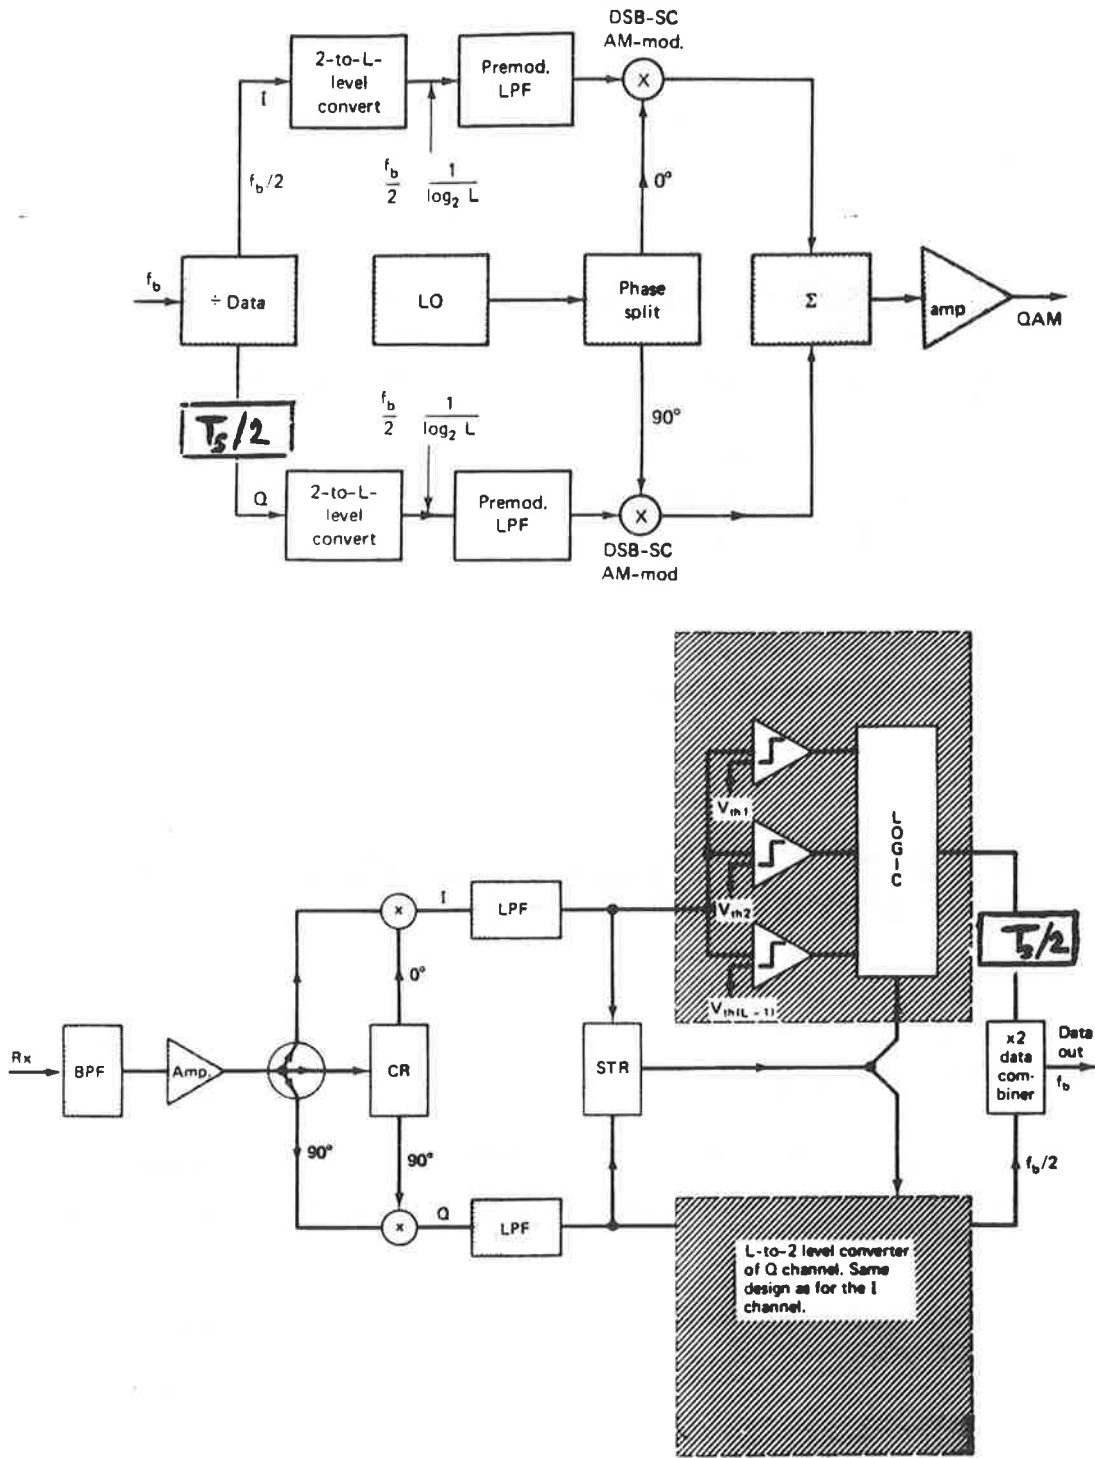 DSB-SC
AM-mod.
2-to-L-
level
convert
Premod.
LPF
X
I
f_b/2
f_b
2
1
log₂ L
0°
f_b
÷ Data
LO
Phase
split
Σ
amp
QAM
T_s/2
f_b
2
1
log₂ L
90°
Q
2-to-L-
level
convert
Premod.
LPF
X
DSB-SC
AM-mod
V_th1
V_th2
V_th(L-1)
LOGIC
T_s/2
x
I
LPF
0°
Rx
BPF
Amp.
CR
STR
x2
data
com-
biner
Data
out
f_b
90°
90°
f_b/2
x
Q
LPF
L-to-2 level converter
of Q channel. Same
design as for the I
channel.